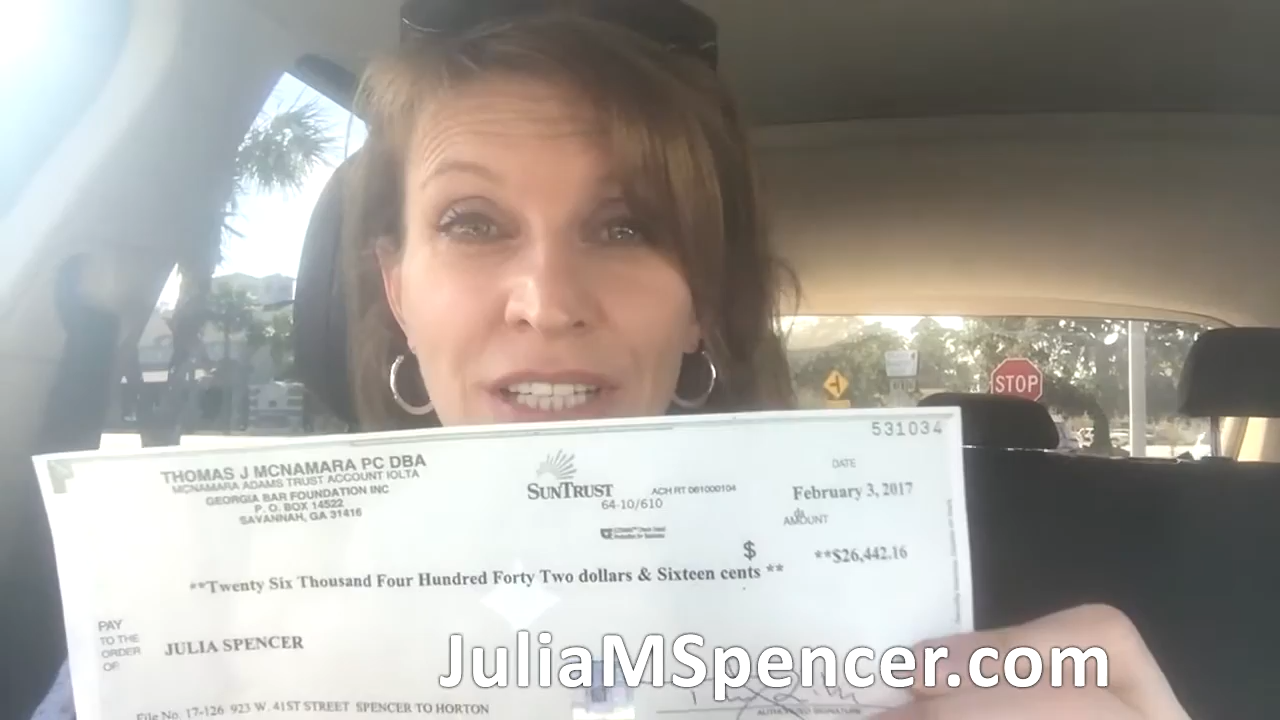 STOP
531034
THOMAS J MCNAMARA PC DBA
MCNAMARA ADAMS TRUST ACCOUNT IOLTA
GEORGIA BAR FOUNDATION INC
P. O. BOX 14522
SAVANNAH, GA 31416
SUNTRUST
ACH RT 061000104
64-10/610
DATE
February 3, 2017
AMOUNT
$ **$26,442.16
**Twenty Six Thousand Four Hundred Forty Two dollars & Sixteen cents **
PAY
TO THE
ORDER
OF
JULIA SPENCER
JuliaMSpencer.com
File No. 17-126 923 W. 41ST STREET SPENCER TO HORTON
AUTHORIZED SIGNATURE